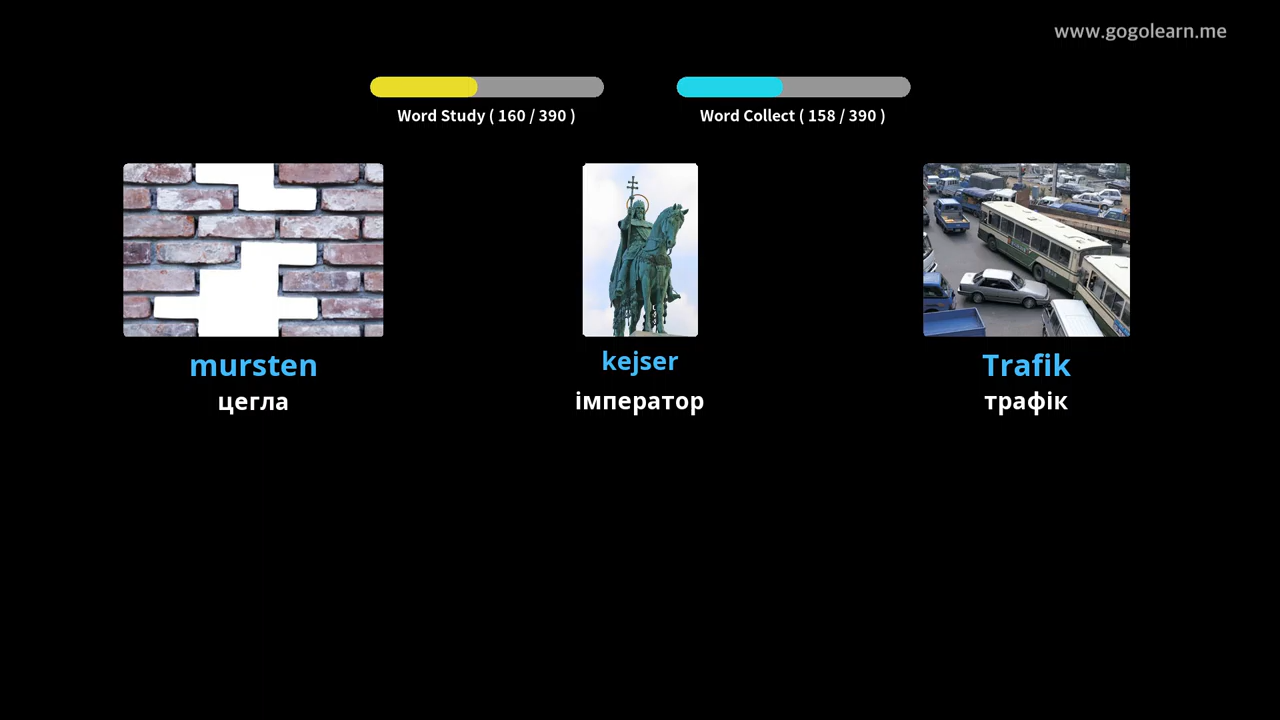 www.gogolearn.me
Word Study ( 160 / 390 )
Word Collect ( 158 / 390 )
mursten
kejser
Trafik
цегла
імператор
трафік